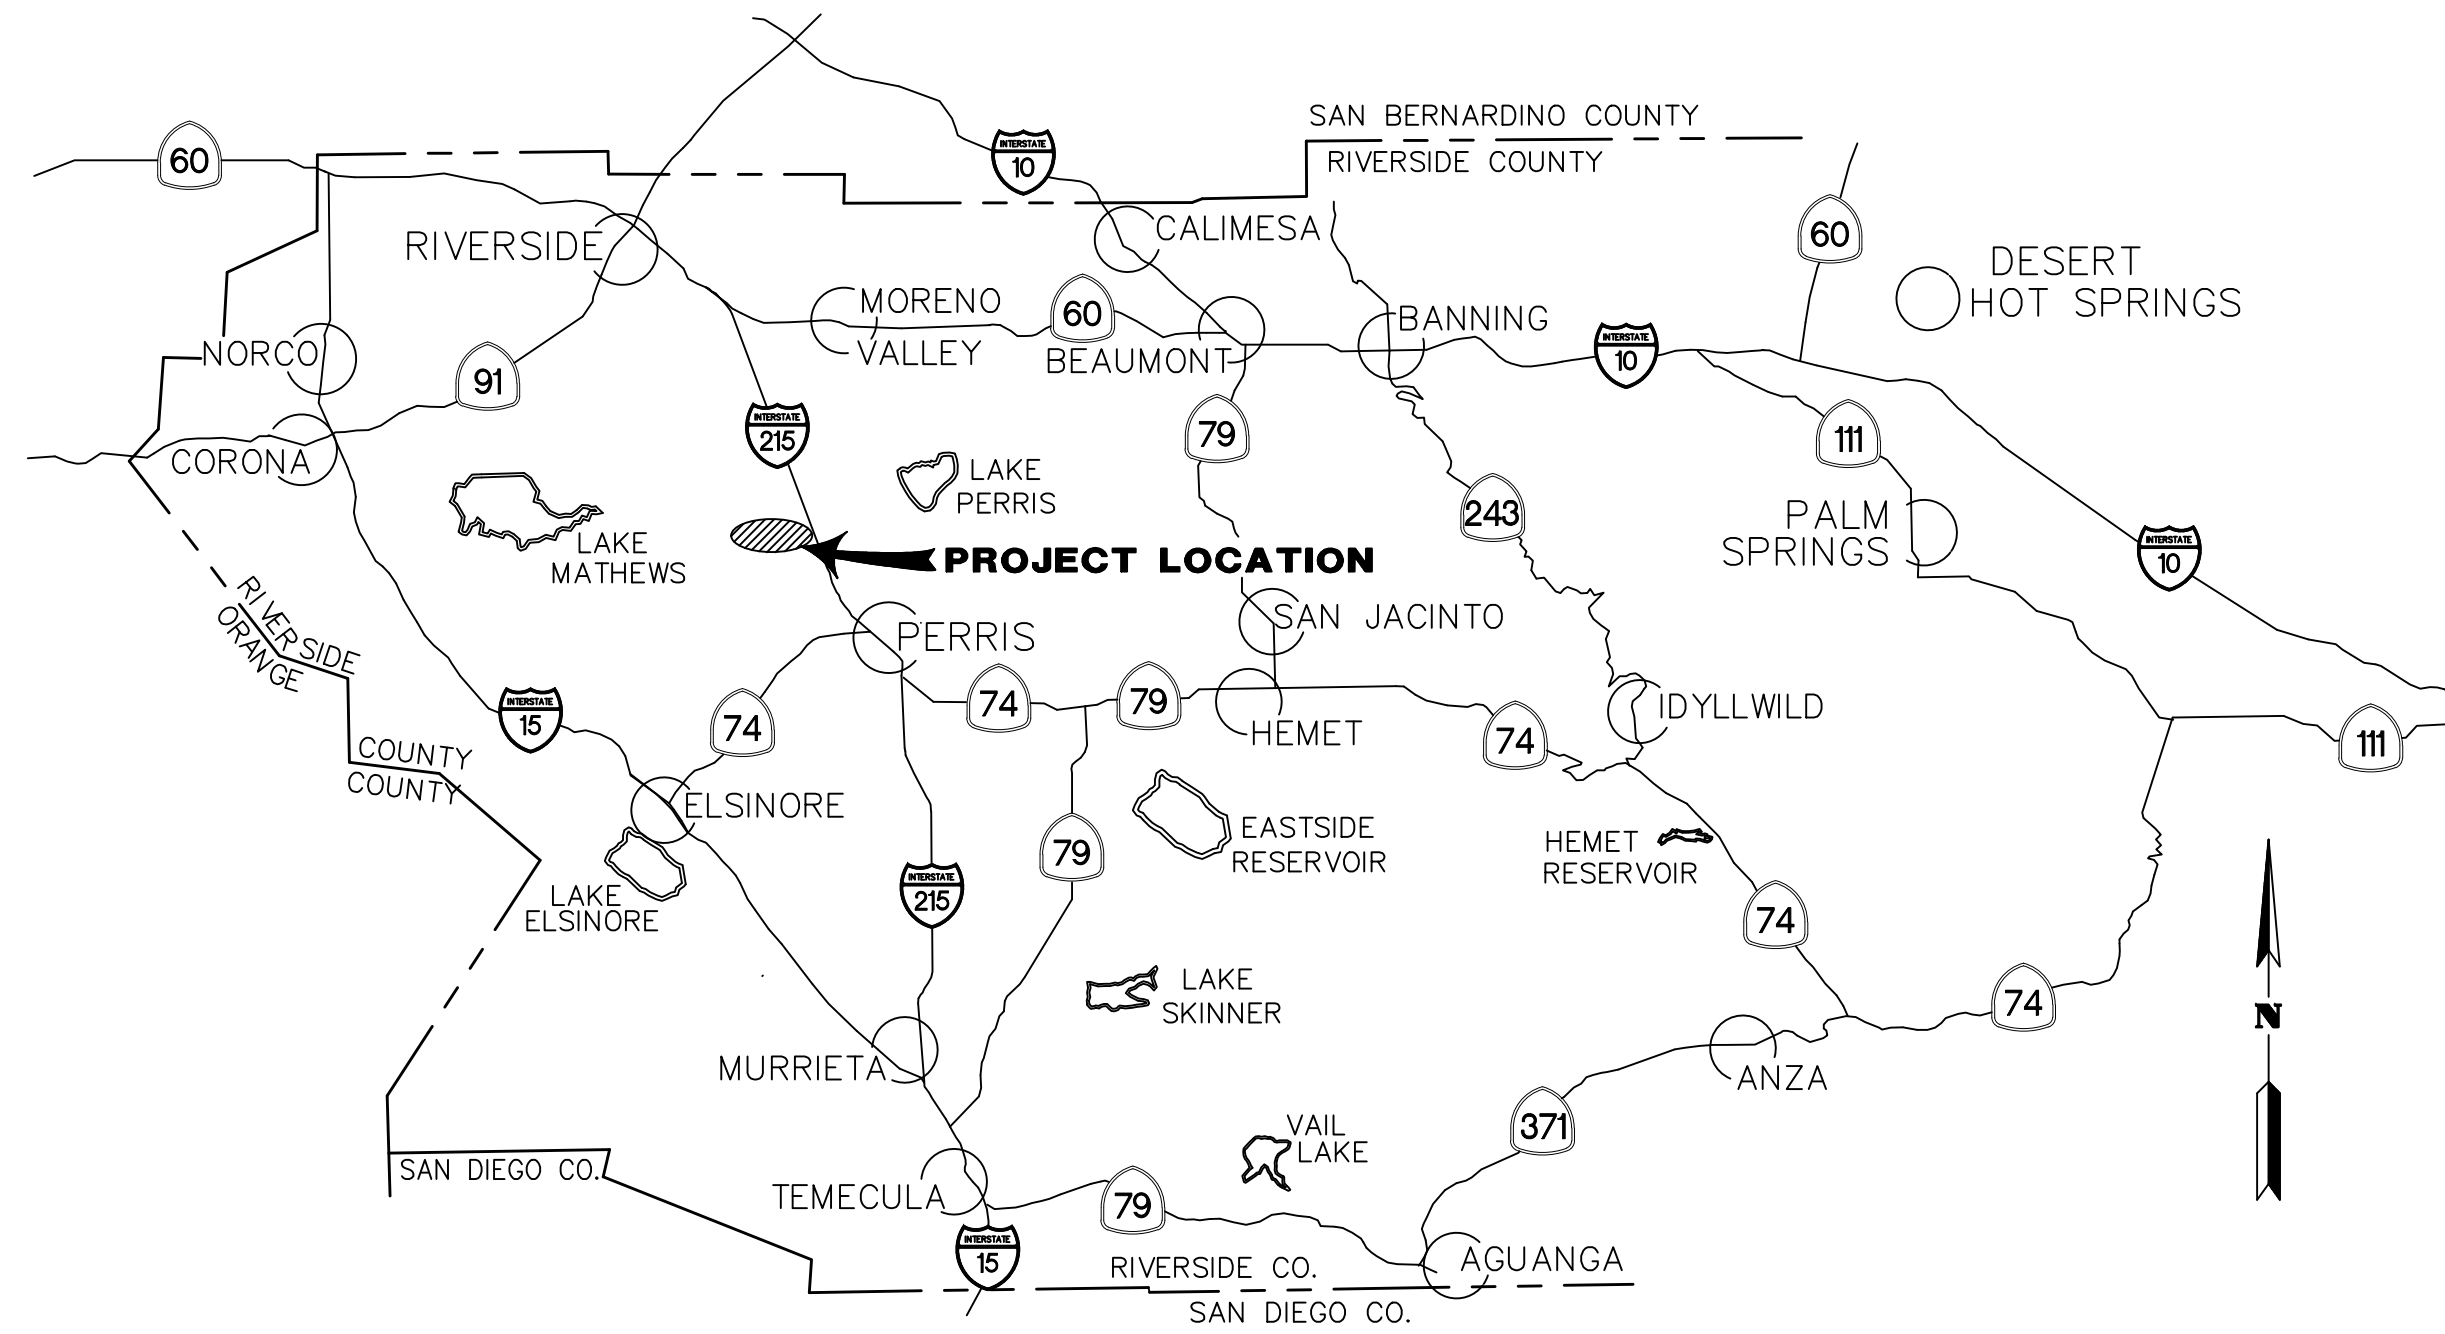 SAN BERNARDINO COUNTY
RIVERSIDE COUNTY
60
INTERSTATE
10
CALIMESA
60
RIVERSIDE
DESERT
HOT SPRINGS
MORENO
VALLEY
60
BEAUMONT
BANNING
INTERSTATE
10
NORCO
91
INTERSTATE
215
79
111
CORONA
LAKE
PERRIS
243
PALM
SPRINGS
LAKE
MATHEWS
PROJECT LOCATION
INTERSTATE
10
RIVERSIDE
ORANGE
COUNTY
COUNTY
PERRIS
SAN JACINTO
INTERSTATE
15
74
74
79
HEMET
74
IDYLLWILD
111
ELSINORE
LAKE
ELSINORE
INTERSTATE
215
79
EASTSIDE
RESERVOIR
HEMET
RESERVOIR
74
LAKE
SKINNER
74
N
MURRIETA
ANZA
371
VAIL
LAKE
SAN DIEGO CO.
TEMECULA
79
INTERSTATE
15
AGUANGA
RIVERSIDE CO.
SAN DIEGO CO.